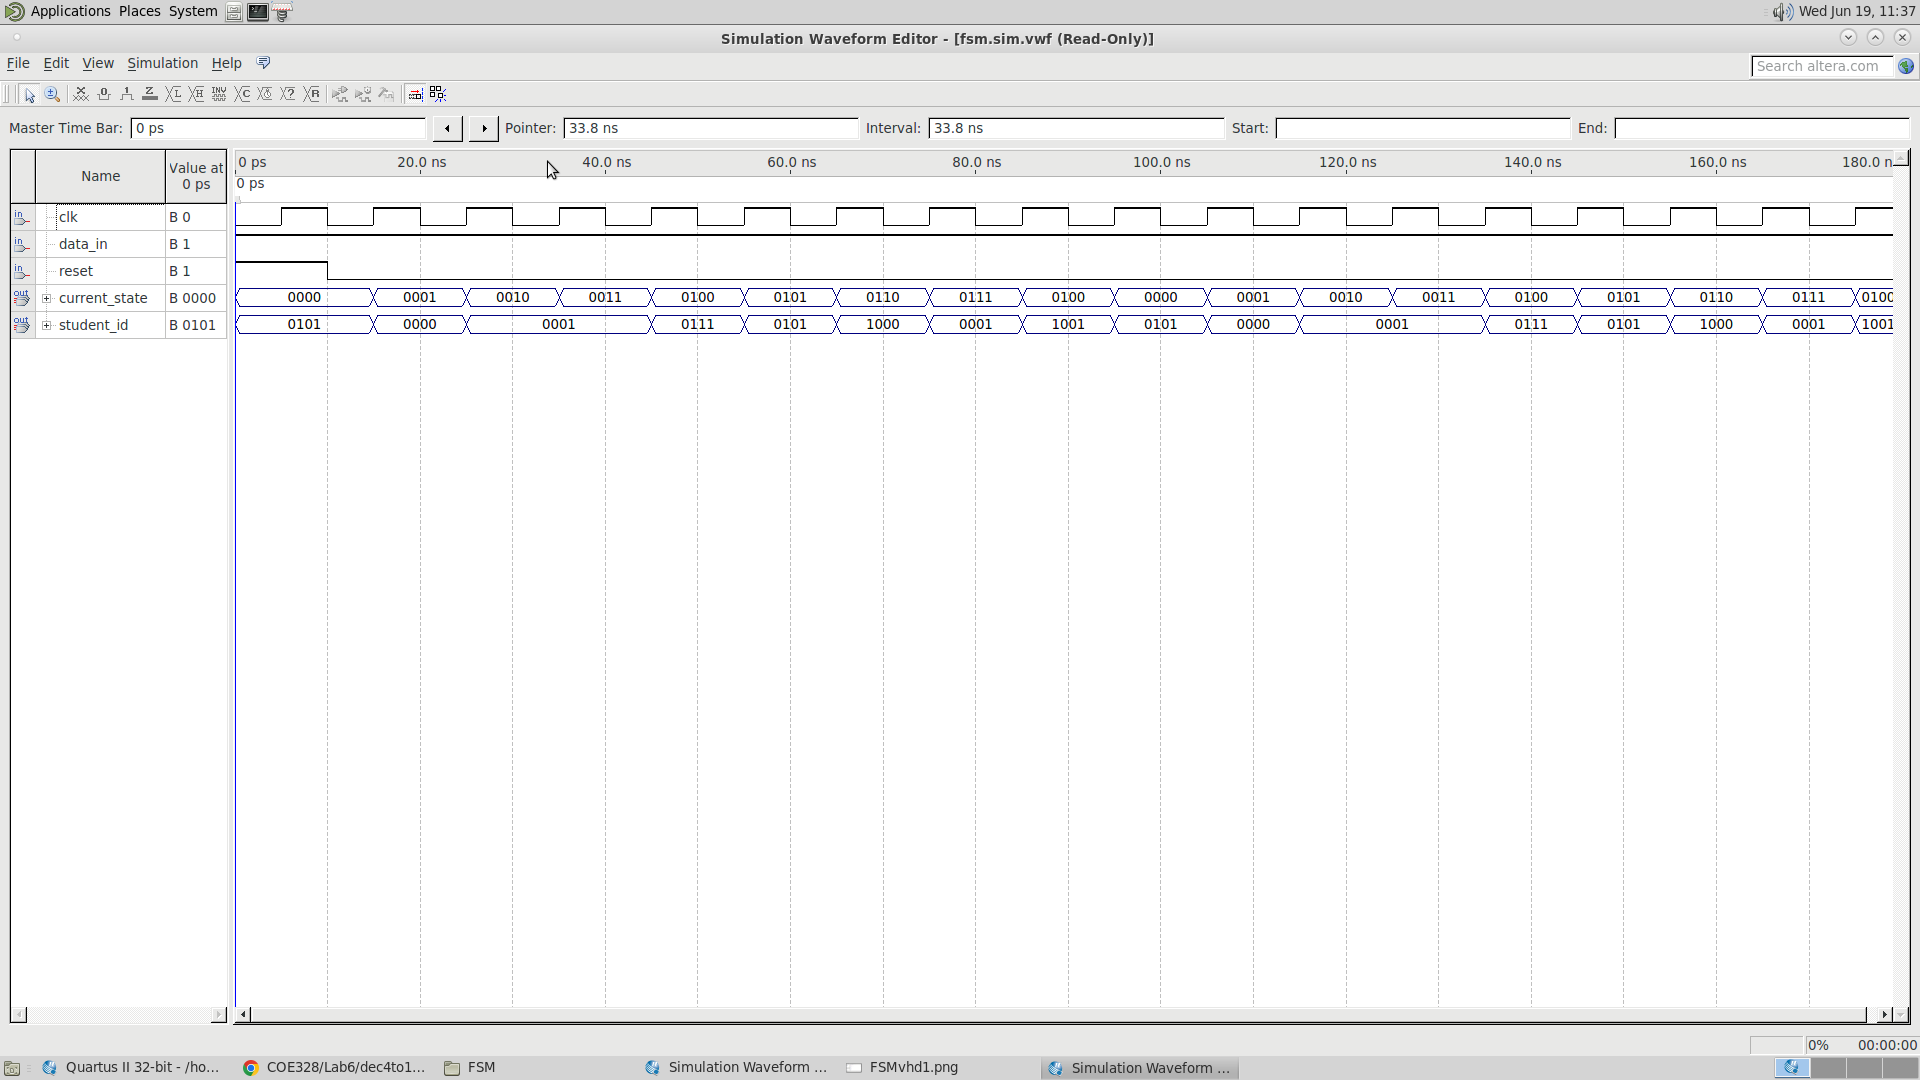 Applications Places System Wed Jun 19, 11:37
Simulation Waveform Editor - [fsm.sim.vwf (Read-Only)]
File Edit View Simulation Help Search altera.com
Master Time Bar: 0 ps Pointer: 33.8 ns Interval: 33.8 ns Start: End:
Name Value at 0 ps 0 ps 20.0 ns 40.0 ns 60.0 ns 80.0 ns 100.0 ns 120.0 ns 140.0 ns 160.0 ns 180.0 n
0 ps
clk B 0
data_in B 1
reset B 1
current_state B 0000 0000 0001 0010 0011 0100 0101 0110 0111 0100 0000 0001 0010 0011 0100 0101 0110 0111 0100
student_id B 0101 0101 0000 0001 0111 0101 1000 0001 1001 0101 0000 0001 0111 0101 1000 0001 1001
0% 00:00:00
Quartus II 32-bit - /ho... COE328/Lab6/dec4to1... FSM Simulation Waveform ... FSMvhd1.png Simulation Waveform ...